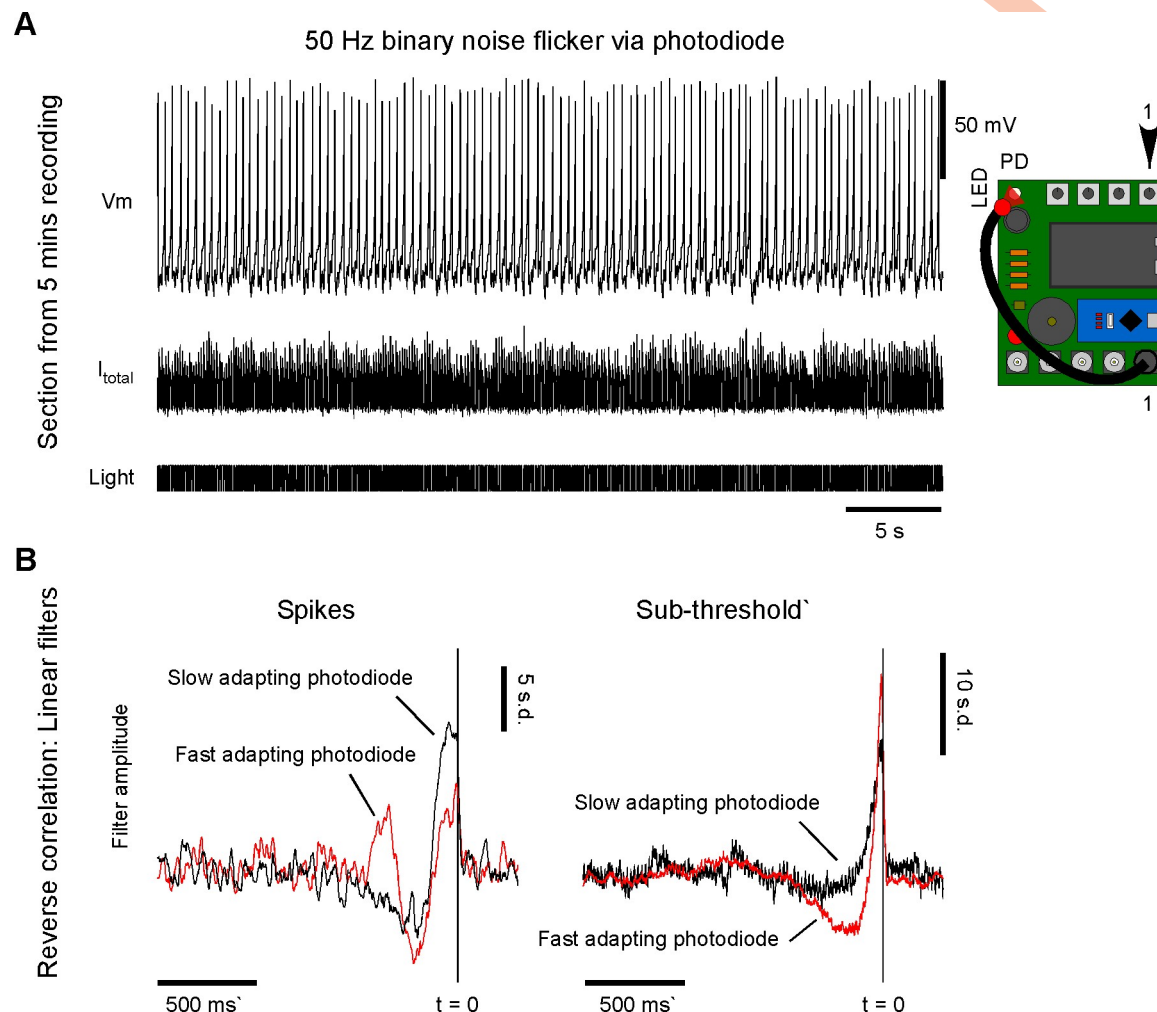 A
50 Hz binary noise flicker via photodiode
Section from 5 mins recording
Vm
50 mV
I total
Light
5 s
1
PD
LED
1
B
Reverse correlation: Linear filters
Spikes
Sub-threshold`
Filter amplitude
Slow adapting photodiode
Fast adapting photodiode
5 s.d.
Slow adapting photodiode
Fast adapting photodiode
10 s.d.
500 ms`
t = 0
500 ms`
t = 0